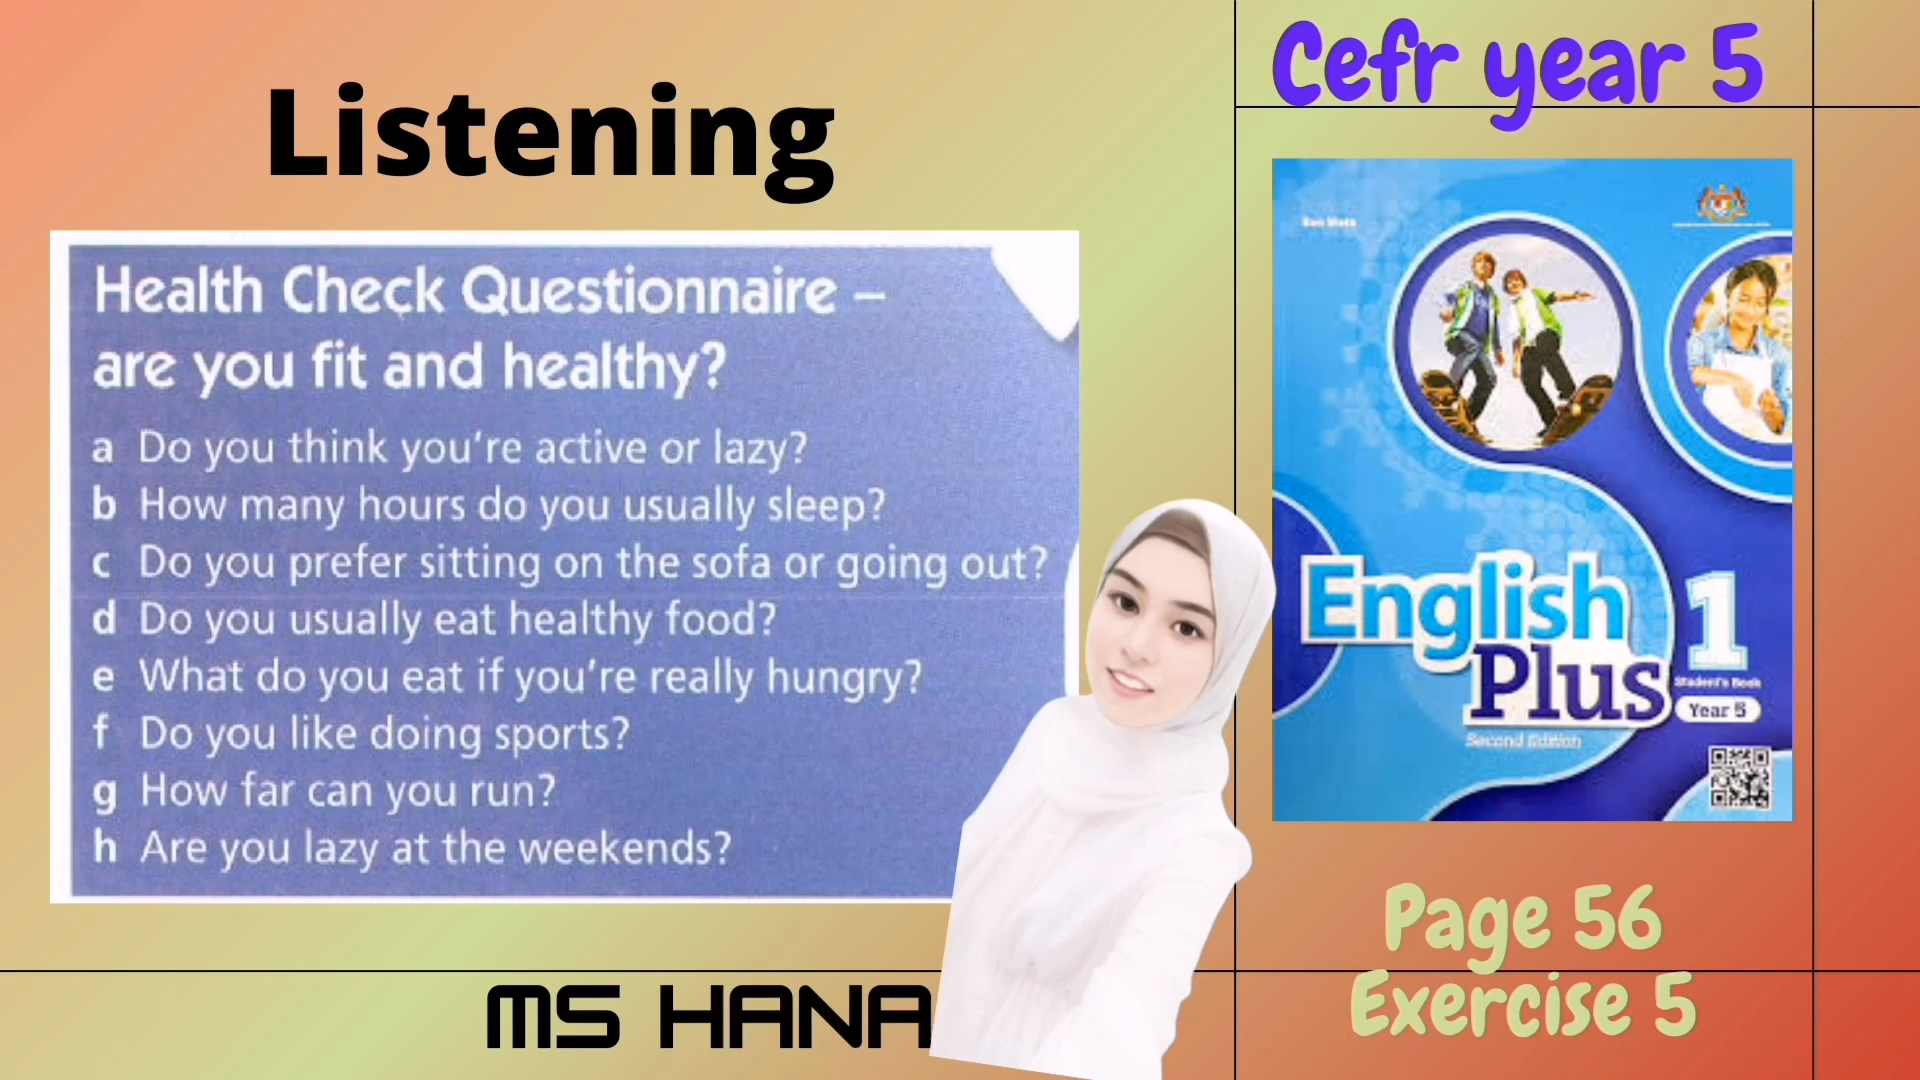 Listening
Health Check Questionnaire –
are you fit and healthy?
a Do you think you're active or lazy?
b How many hours do you usually sleep?
c Do you prefer sitting on the sofa or going out?
d Do you usually eat healthy food?
e What do you eat if you're really hungry?
f Do you like doing sports?
g How far can you run?
h Are you lazy at the weekends?
MS HANA
Cefr year 5
Ben Wetz
English
Plus
1
Student's Book
Year 5
Second Edition
Page 56
Exercise 5